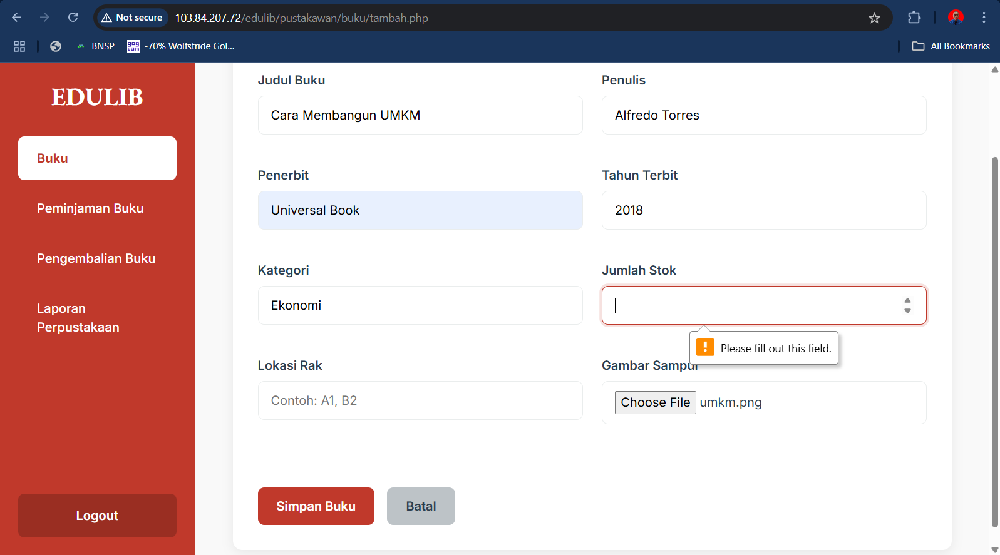 Not secure
103.84.207.72/edulib/pustakawan/buku/tambah.php
BNSP
gog com
-70% Wolfstride Gol...
All Bookmarks
EDULIB
Buku
Peminjaman Buku
Pengembalian Buku
Laporan
Perpustakaan
Logout
Judul Buku
Cara Membangun UMKM
Penulis
Alfredo Torres
Penerbit
Universal Book
Tahun Terbit
2018
Kategori
Ekonomi
Jumlah Stok
Please fill out this field.
Lokasi Rak
Contoh: A1, B2
Gambar Sampul
Choose File umkm.png
Simpan Buku
Batal